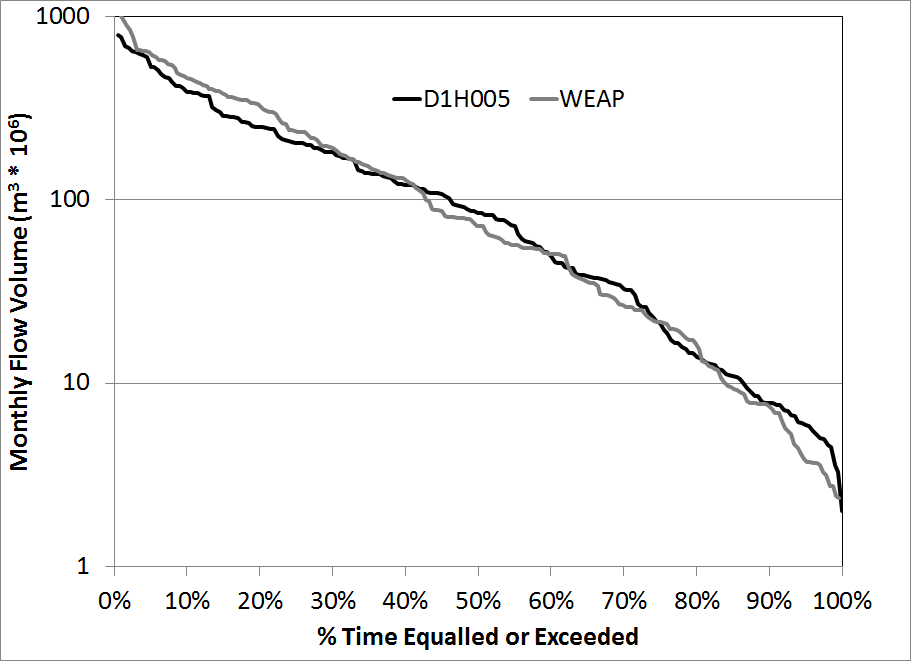 1000
100
10
1
Monthly Flow Volume (m³ * 10⁶)
D1H005 WEAP
0% 10% 20% 30% 40% 50% 60% 70% 80% 90% 100%
% Time Equalled or Exceeded